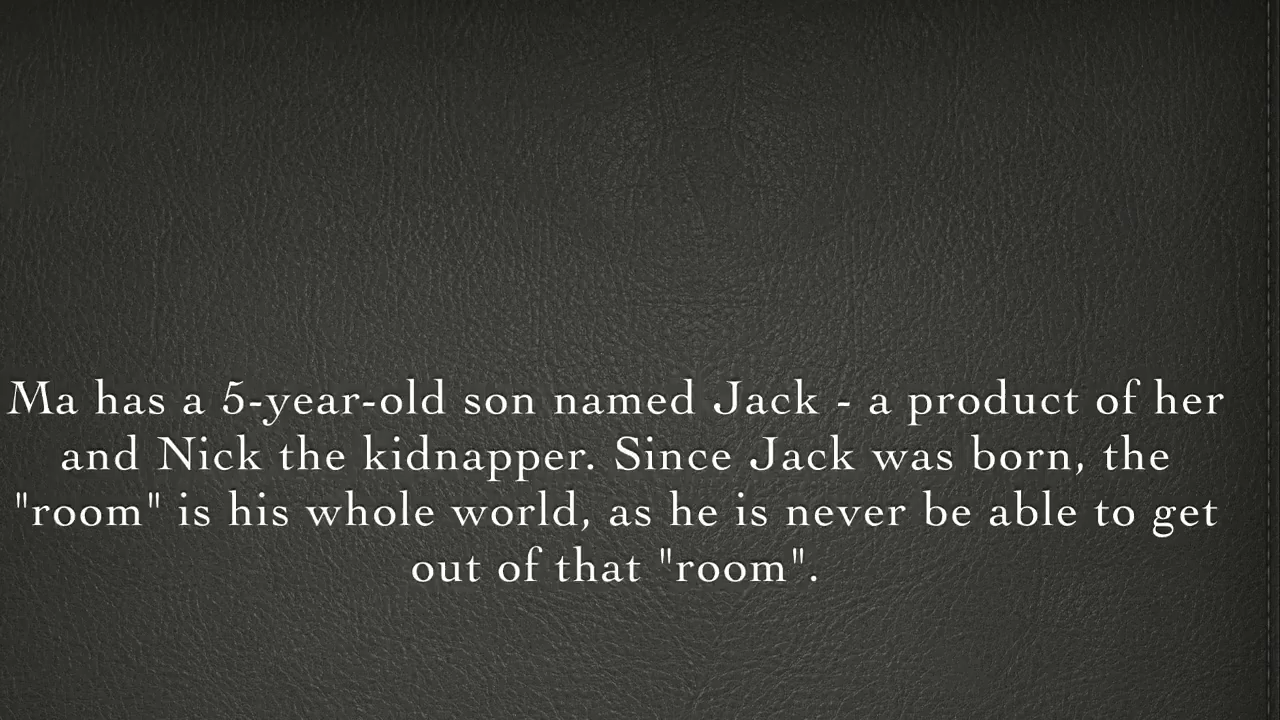 Ma has a 5-year-old son named Jack - a product of her
and Nick the kidnapper. Since Jack was born, the
"room" is his whole world, as he is never be able to get
out of that "room".